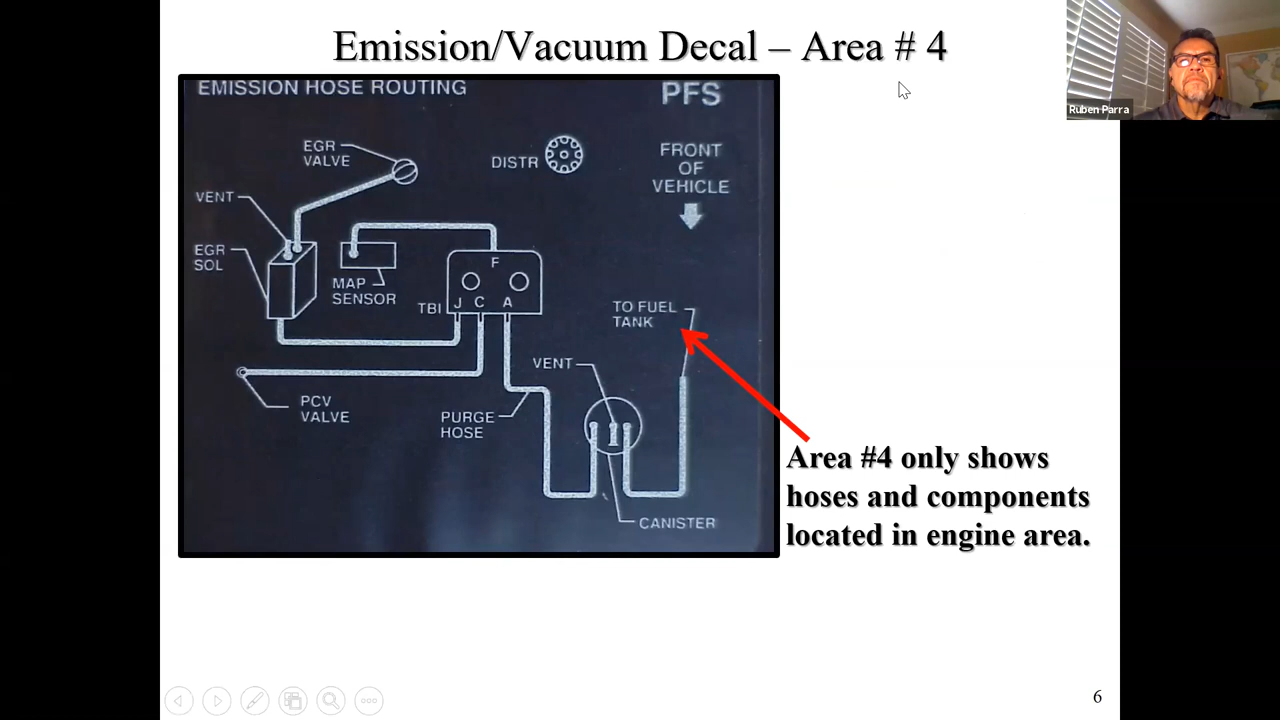 Emission/Vacuum Decal – Area # 4
Ruben Parra
EMISSION HOSE ROUTING
PFS
EGR
VALVE
DISTR
FRONT
OF
VEHICLE
VENT
EGR
SOL
MAP
SENSOR
F
TBI
J C A
TO FUEL
TANK
VENT
PCV
VALVE
PURGE
HOSE
CANISTER
Area #4 only shows
hoses and components
located in engine area.
6